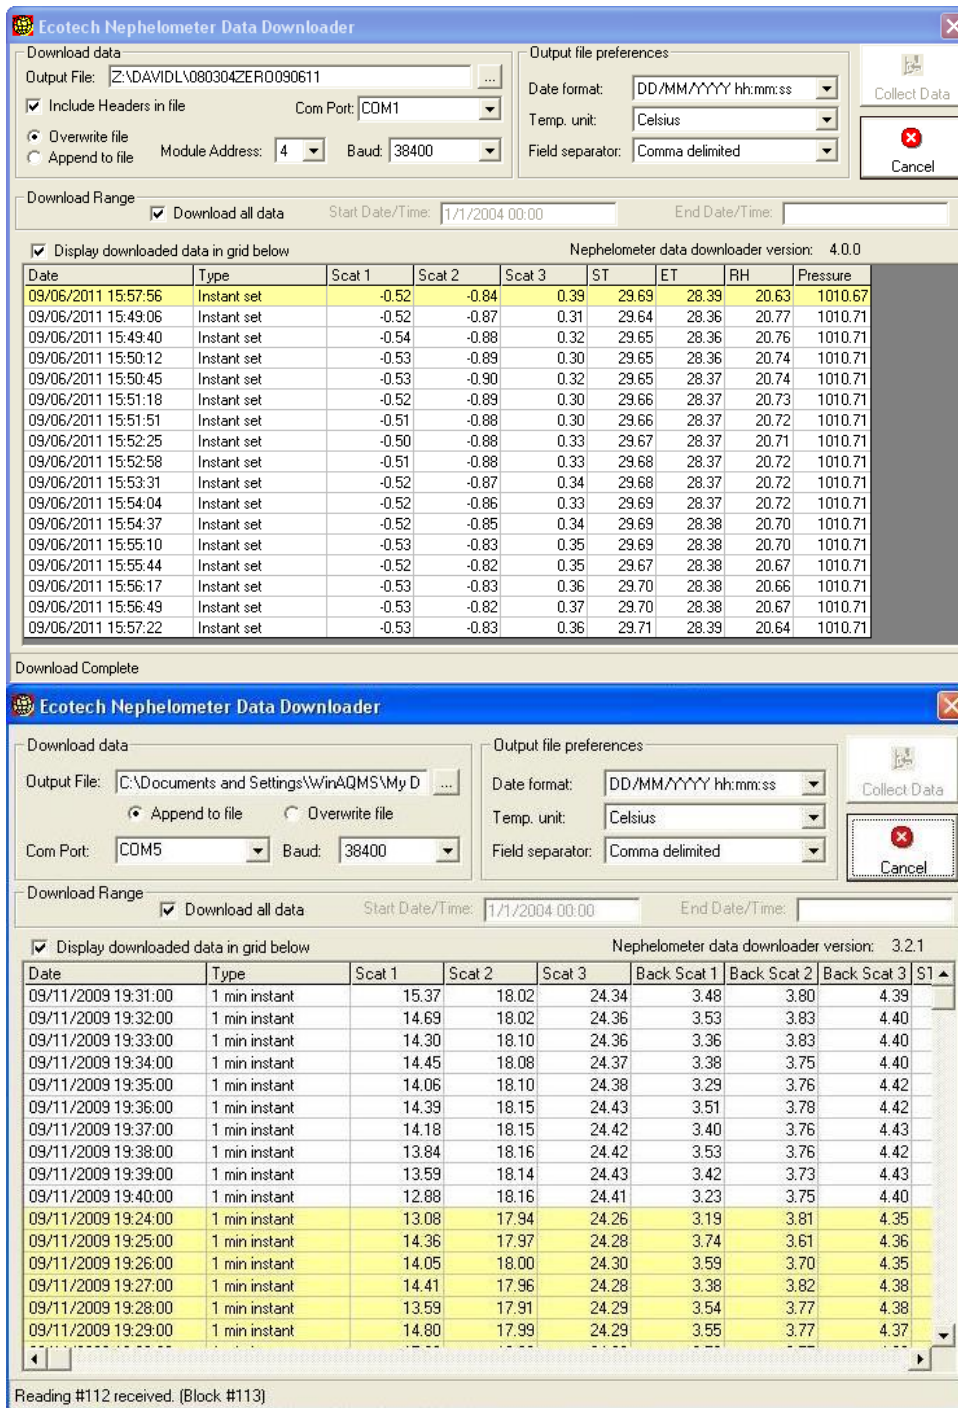 Ecotech Nephelometer Data Downloader
Download data
Output File: Z:\DAVIDL\080304ZERO090611 ...
Include Headers in file Com Port: COM1
Overwrite file
Append to file Module Address: 4 Baud: 38400
Output file preferences
Date format: DD/MM/YYYY hh:mm:ss
Temp. unit: Celsius
Field separator: Comma delimited
Collect Data
Cancel
Download Range
Download all data Start Date/Time: 1/1/2004 00:00 End Date/Time:
Display downloaded data in grid below Nephelometer data downloader version: 4.0.0
Date Type Scat 1 Scat 2 Scat 3 ST ET RH Pressure
09/06/2011 15:57:56 Instant set -0.52 -0.84 0.39 29.69 28.39 20.63 1010.67
09/06/2011 15:49:06 Instant set -0.52 -0.87 0.31 29.64 28.36 20.77 1010.71
09/06/2011 15:49:40 Instant set -0.54 -0.88 0.32 29.65 28.36 20.76 1010.71
09/06/2011 15:50:12 Instant set -0.53 -0.89 0.30 29.65 28.36 20.74 1010.71
09/06/2011 15:50:45 Instant set -0.53 -0.90 0.32 29.65 28.37 20.74 1010.71
09/06/2011 15:51:18 Instant set -0.52 -0.89 0.30 29.66 28.37 20.73 1010.71
09/06/2011 15:51:51 Instant set -0.51 -0.88 0.30 29.66 28.37 20.72 1010.71
09/06/2011 15:52:25 Instant set -0.50 -0.88 0.33 29.67 28.37 20.71 1010.71
09/06/2011 15:52:58 Instant set -0.51 -0.88 0.33 29.68 28.37 20.72 1010.71
09/06/2011 15:53:31 Instant set -0.52 -0.87 0.34 29.68 28.37 20.72 1010.71
09/06/2011 15:54:04 Instant set -0.52 -0.86 0.33 29.69 28.37 20.72 1010.71
09/06/2011 15:54:37 Instant set -0.52 -0.85 0.34 29.69 28.38 20.70 1010.71
09/06/2011 15:55:10 Instant set -0.53 -0.83 0.35 29.69 28.38 20.70 1010.71
09/06/2011 15:55:44 Instant set -0.52 -0.82 0.35 29.67 28.38 20.67 1010.71
09/06/2011 15:56:17 Instant set -0.53 -0.83 0.36 29.70 28.38 20.66 1010.71
09/06/2011 15:56:49 Instant set -0.53 -0.82 0.37 29.70 28.38 20.67 1010.71
09/06/2011 15:57:22 Instant set -0.53 -0.83 0.36 29.71 28.39 20.64 1010.71
Download Complete
Ecotech Nephelometer Data Downloader
Download data
Output File: C:\Documents and Settings\WinAQMS\My D ...
Append to file Overwrite file
Com Port: COM5 Baud: 38400
Output file preferences
Date format: DD/MM/YYYY hh:mm:ss
Temp. unit: Celsius
Field separator: Comma delimited
Collect Data
Cancel
Download Range
Download all data Start Date/Time: 1/1/2004 00:00 End Date/Time:
Display downloaded data in grid below Nephelometer data downloader version: 3.2.1
Date Type Scat 1 Scat 2 Scat 3 Back Scat 1 Back Scat 2 Back Scat 3 ST
09/11/2009 19:31:00 1 min instant 15.37 18.02 24.34 3.48 3.80 4.39
09/11/2009 19:32:00 1 min instant 14.69 18.02 24.36 3.53 3.83 4.40
09/11/2009 19:33:00 1 min instant 14.30 18.10 24.36 3.36 3.83 4.40
09/11/2009 19:34:00 1 min instant 14.45 18.08 24.37 3.38 3.75 4.40
09/11/2009 19:35:00 1 min instant 14.06 18.10 24.38 3.29 3.76 4.42
09/11/2009 19:36:00 1 min instant 14.39 18.15 24.43 3.51 3.78 4.42
09/11/2009 19:37:00 1 min instant 14.18 18.15 24.42 3.40 3.76 4.43
09/11/2009 19:38:00 1 min instant 13.84 18.16 24.42 3.53 3.76 4.42
09/11/2009 19:39:00 1 min instant 13.59 18.14 24.43 3.42 3.73 4.43
09/11/2009 19:40:00 1 min instant 12.88 18.16 24.41 3.23 3.75 4.40
09/11/2009 19:24:00 1 min instant 13.08 17.94 24.26 3.19 3.81 4.35
09/11/2009 19:25:00 1 min instant 14.36 17.97 24.28 3.74 3.61 4.36
09/11/2009 19:26:00 1 min instant 14.05 18.00 24.30 3.59 3.70 4.35
09/11/2009 19:27:00 1 min instant 14.41 17.96 24.28 3.38 3.82 4.38
09/11/2009 19:28:00 1 min instant 13.59 17.91 24.29 3.54 3.77 4.38
09/11/2009 19:29:00 1 min instant 14.80 17.99 24.29 3.55 3.77 4.37
Reading #112 received. (Block #113)